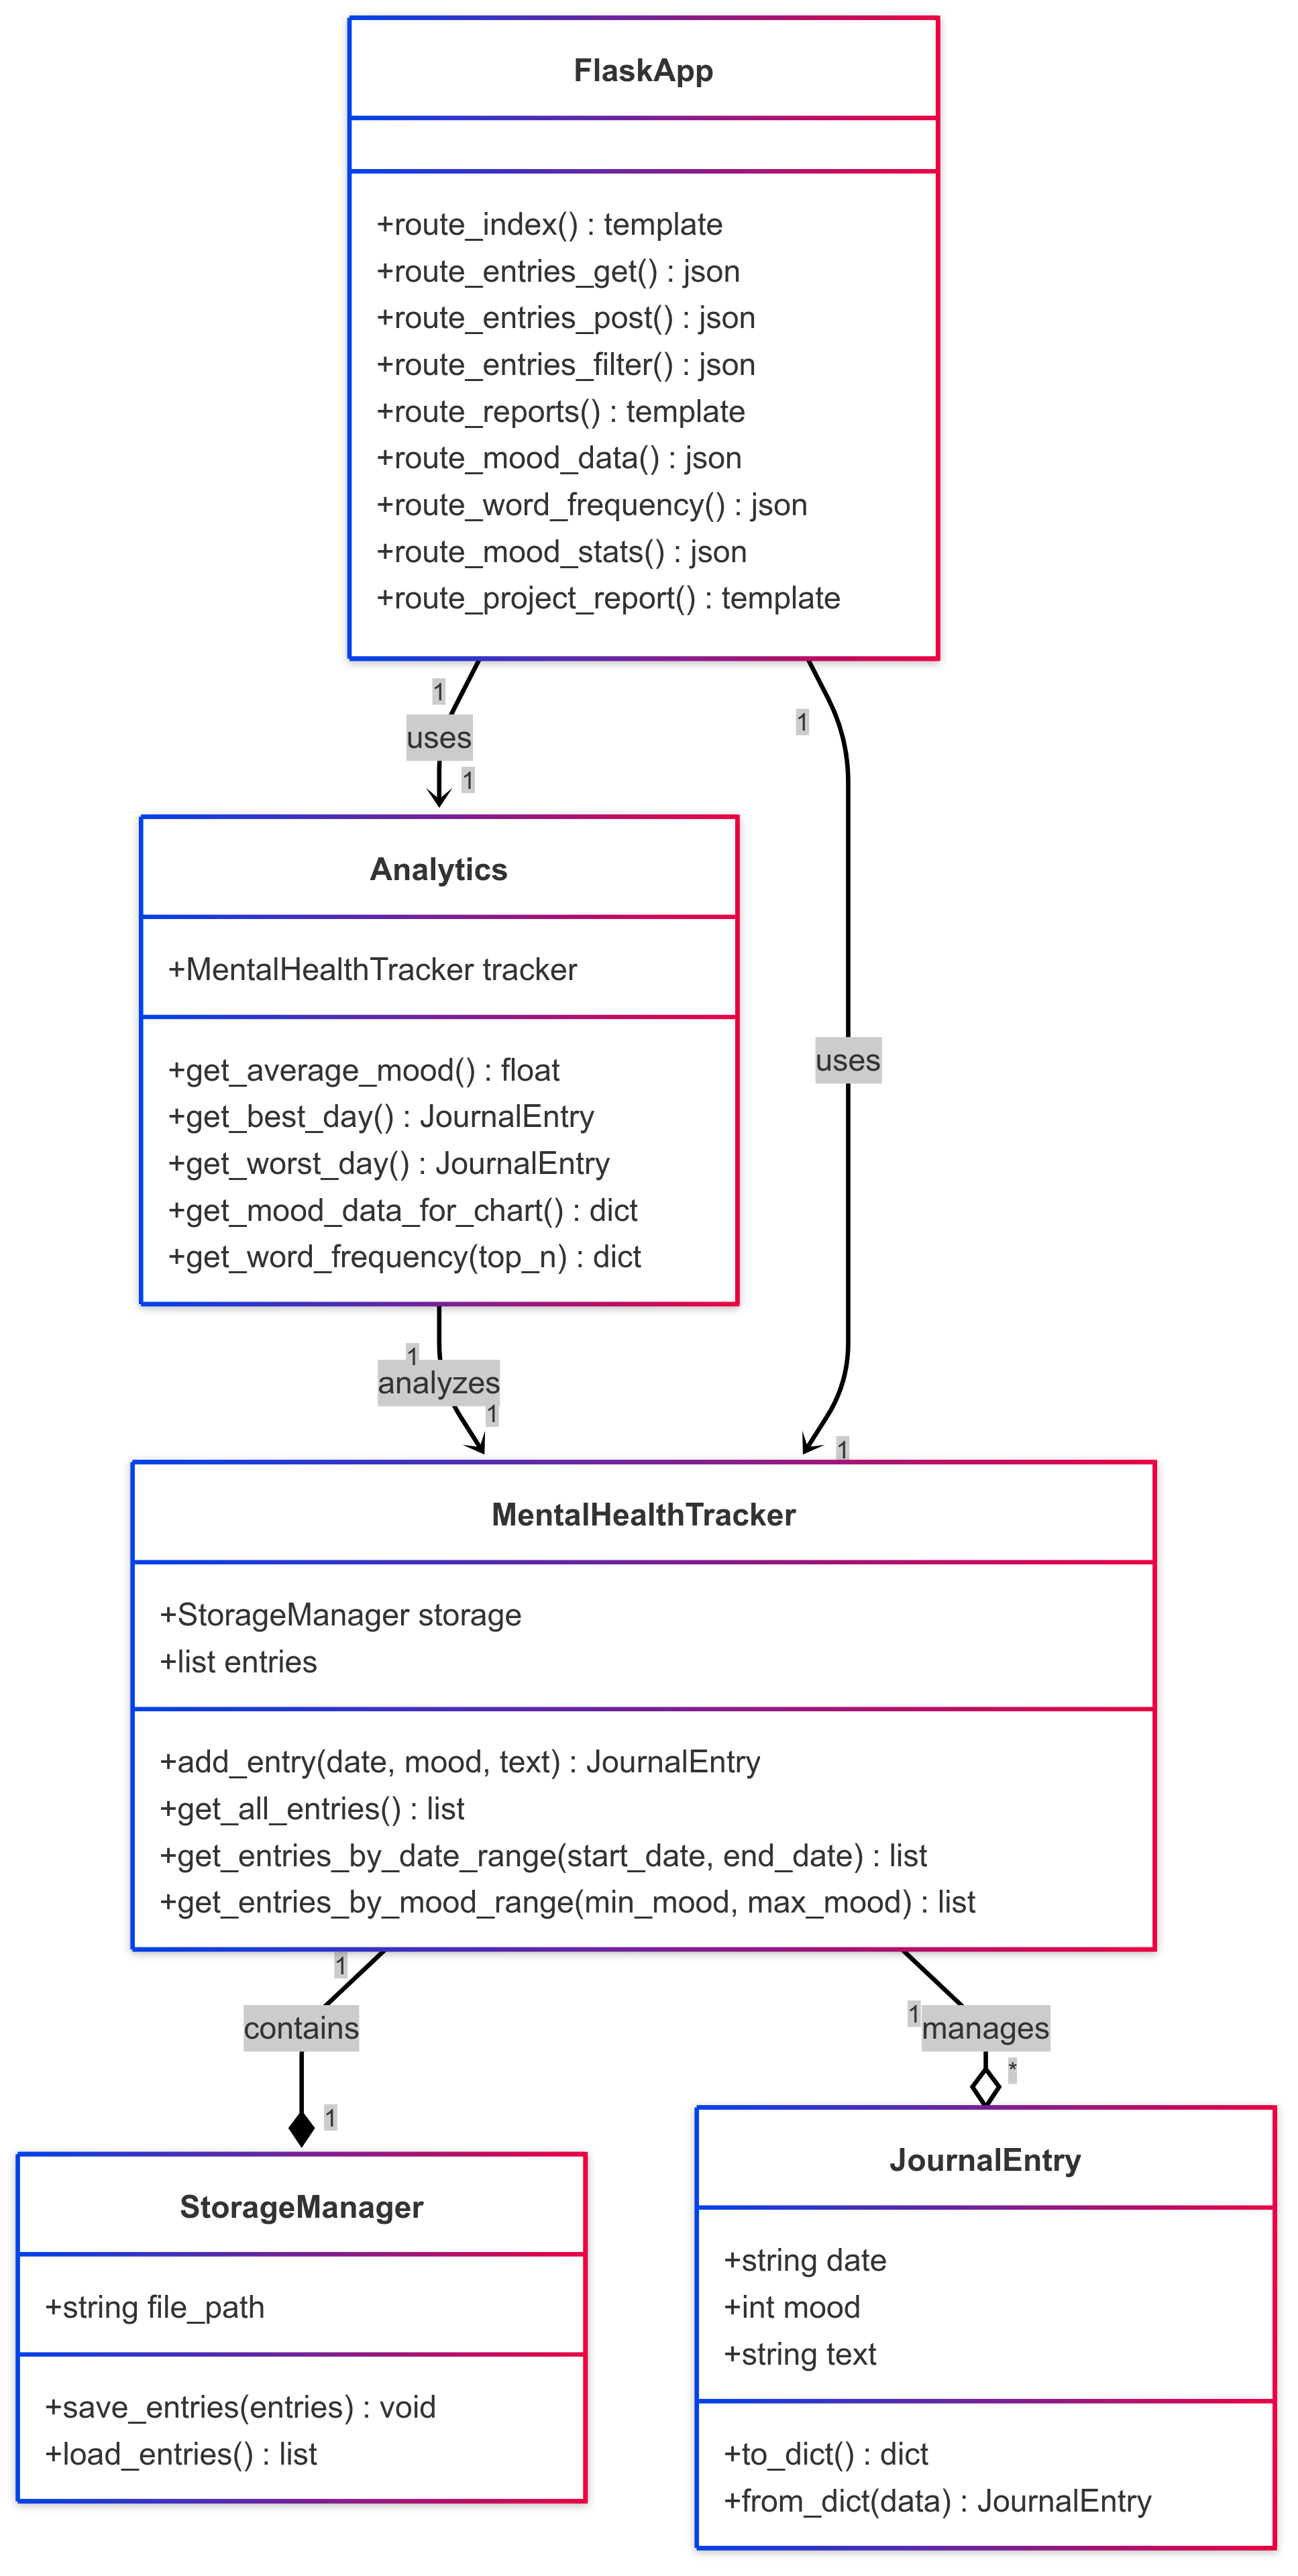 FlaskApp
+route_index() : template
+route_entries_get() : json
+route_entries_post() : json
+route_entries_filter() : json
+route_reports() : template
+route_mood_data() : json
+route_word_frequency() : json
+route_mood_stats() : json
+route_project_report() : template
1
1
uses
1
Analytics
+MentalHealthTracker tracker
+get_average_mood() : float
+get_best_day() : JournalEntry
+get_worst_day() : JournalEntry
+get_mood_data_for_chart() : dict
+get_word_frequency(top_n) : dict
uses
1
analyzes
1
1
MentalHealthTracker
+StorageManager storage
+list entries
+add_entry(date, mood, text) : JournalEntry
+get_all_entries() : list
+get_entries_by_date_range(start_date, end_date) : list
+get_entries_by_mood_range(min_mood, max_mood) : list
1
contains
1
1
manages
*
StorageManager
+string file_path
+save_entries(entries) : void
+load_entries() : list
JournalEntry
+string date
+int mood
+string text
+to_dict() : dict
+from_dict(data) : JournalEntry